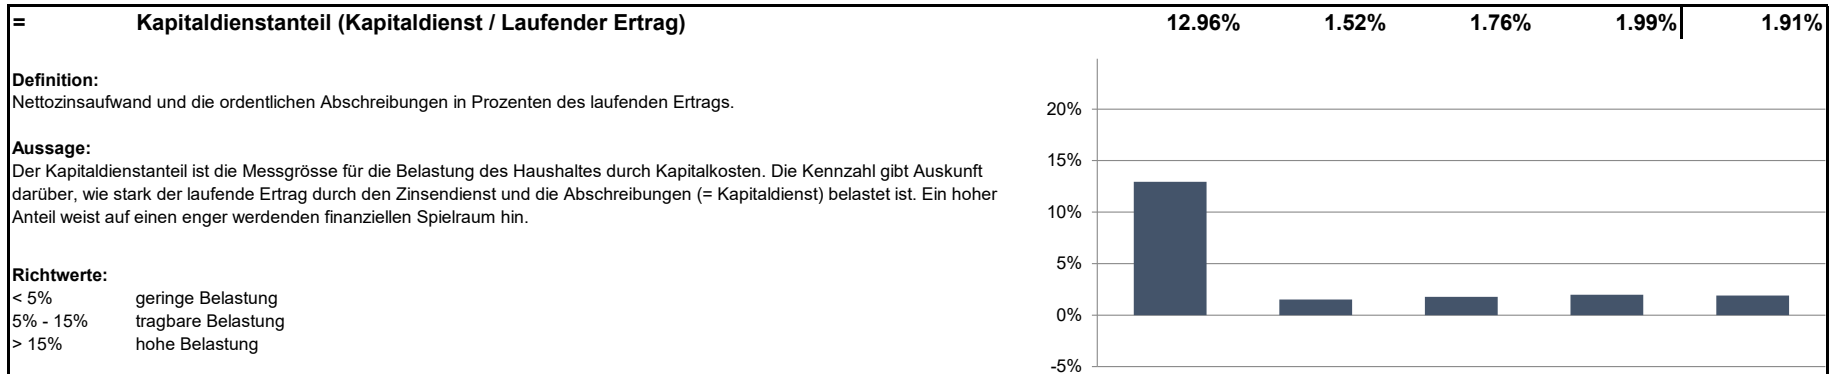 = Kapitaldienstanteil (Kapitaldienst / Laufender Ertrag) 12.96% 1.52% 1.76% 1.99% 1.91%
Definition:
Nettozinsaufwand und die ordentlichen Abschreibungen in Prozenten des laufenden Ertrags.
Aussage:
Der Kapitaldienstanteil ist die Messgrösse für die Belastung des Haushaltes durch Kapitalkosten. Die Kennzahl gibt Auskunft
darüber, wie stark der laufende Ertrag durch den Zinsendienst und die Abschreibungen (= Kapitaldienst) belastet ist. Ein hoher
Anteil weist auf einen enger werdenden finanziellen Spielraum hin.
Richtwerte:
< 5% geringe Belastung
5% - 15% tragbare Belastung
> 15% hohe Belastung
20%
15%
10%
5%
0%
-5%